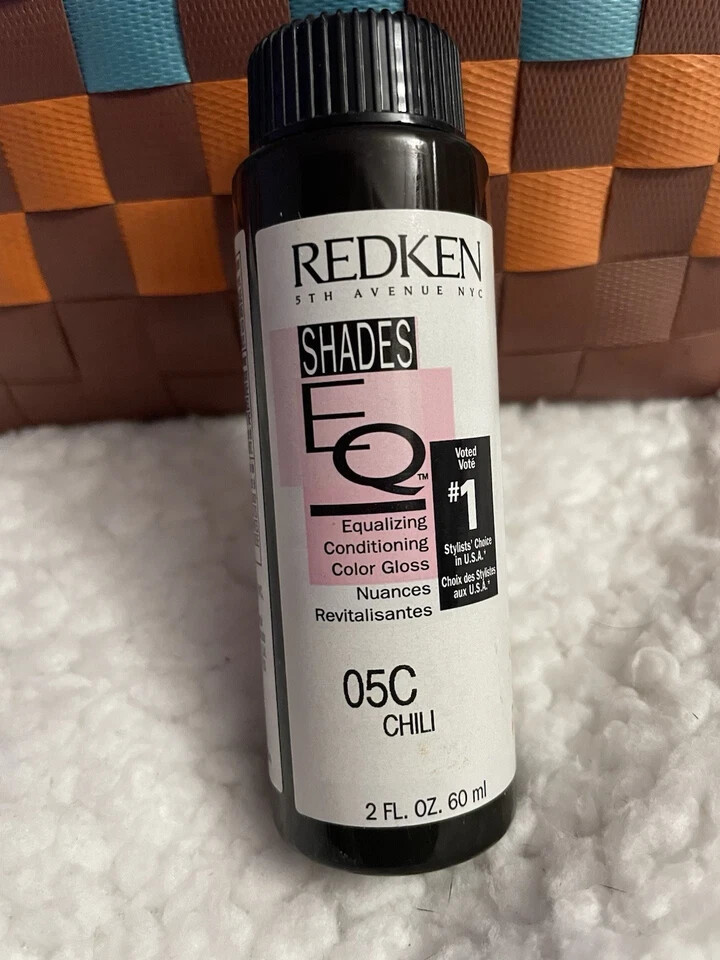 REDKEN
5TH AVENUE NYC
SHADES
EQ™
Equalizing
Conditioning
Color Gloss
Nuances
Revitalisantes
Voted
Voté
#1
Stylists' Choice
in U.S.A.*
Choix des Stylistes
aux U.S.A.*
05C
CHILI
2 FL. OZ. 60 ml